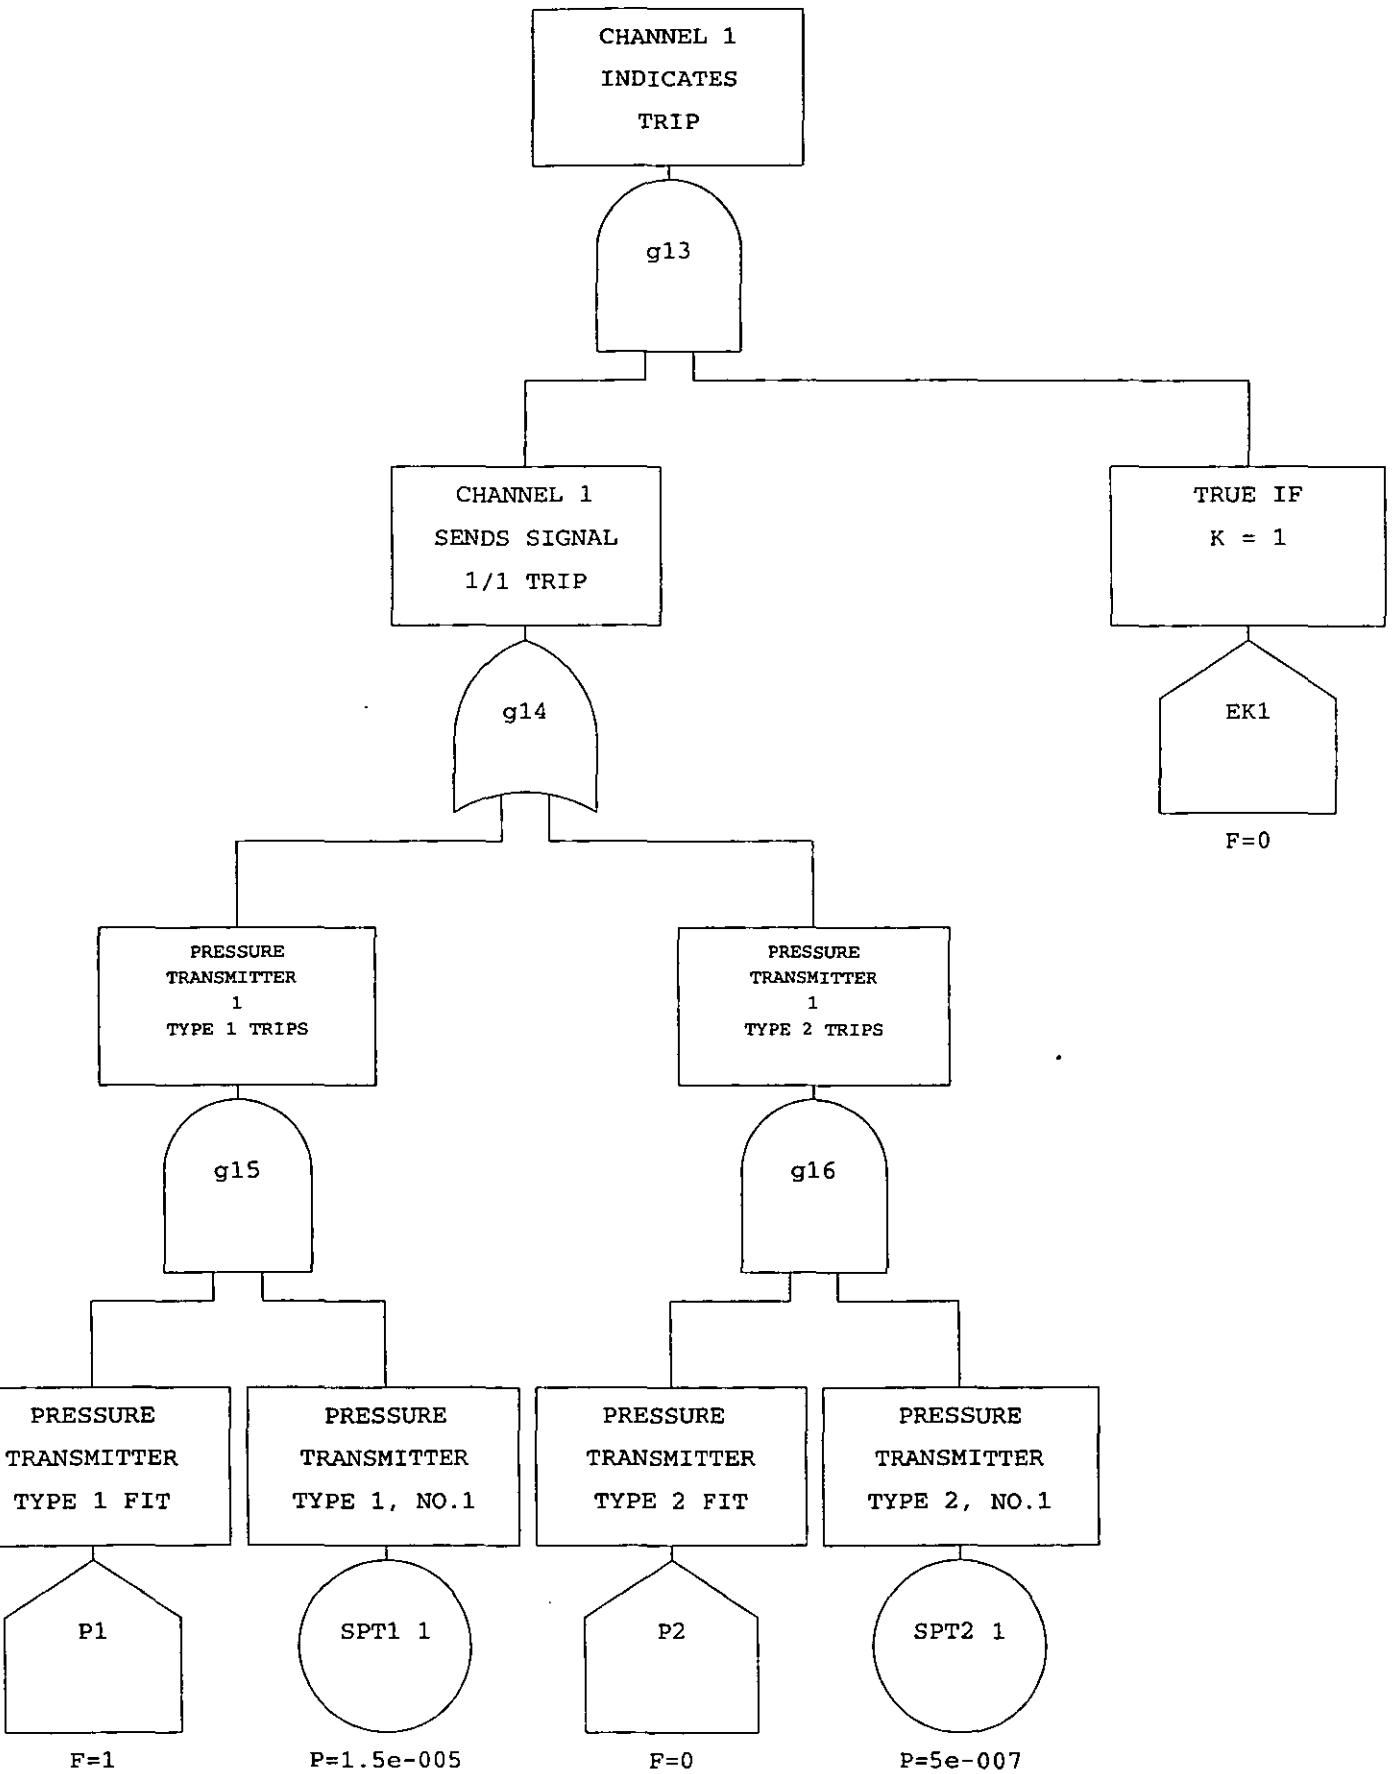 CHANNEL 1
INDICATES
TRIP
g13
CHANNEL 1
SENDS SIGNAL
1/1 TRIP
TRUE IF
K = 1
g14
EK1
F=0
PRESSURE
TRANSMITTER
1
TYPE 1 TRIPS
PRESSURE
TRANSMITTER
1
TYPE 2 TRIPS
g15
g16
PRESSURE
TRANSMITTER
TYPE 1 FIT
PRESSURE
TRANSMITTER
TYPE 1, NO.1
PRESSURE
TRANSMITTER
TYPE 2 FIT
PRESSURE
TRANSMITTER
TYPE 2, NO.1
P1
SPT1 1
P2
SPT2 1
F=1
P=1.5e-005
F=0
P=5e-007